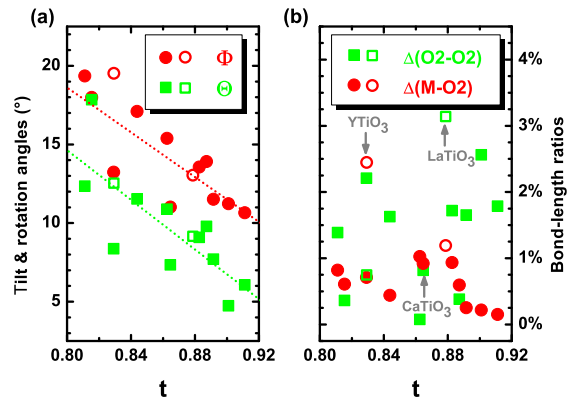 (a)
(b)
Φ
Θ
Δ(O2-O2)
Δ(M-O2)
YTiO3
LaTiO3
CaTiO3
Tilt & rotation angles (°)
20
15
10
5
0.80
0.84
0.88
0.92
t
0.80
0.84
0.88
0.92
t
4%
3%
2%
1%
0%
Bond-length ratios